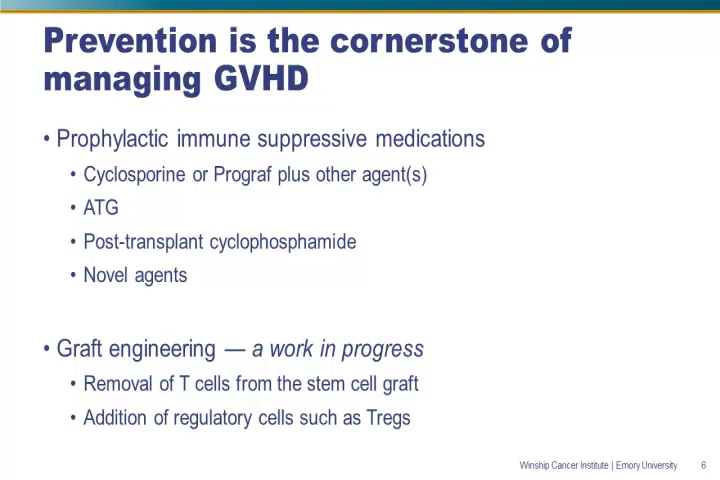 Prevention is the cornerstone of
managing GVHD
• Prophylactic immune suppressive medications
• Cyclosporine or Prograf plus other agent(s)
• ATG
• Post-transplant cyclophosphamide
• Novel agents
• Graft engineering — a work in progress
• Removal of T cells from the stem cell graft
• Addition of regulatory cells such as Tregs
Winship Cancer Institute | Emory University 6